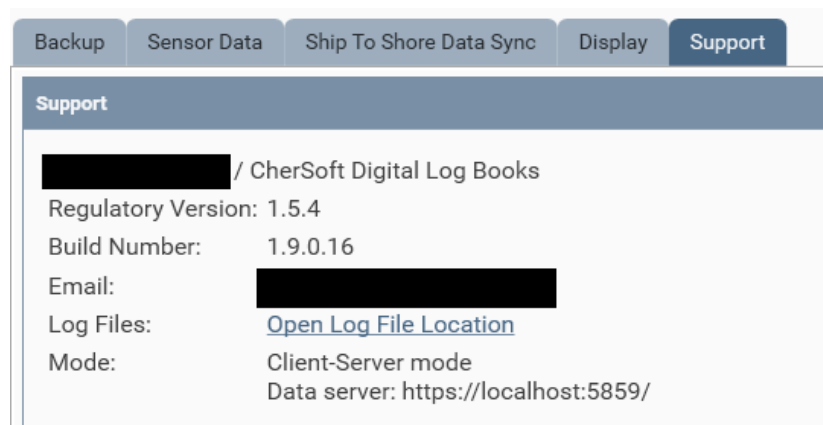 Backup Sensor Data Ship To Shore Data Sync Display Support
Support
/ CherSoft Digital Log Books
Regulatory Version: 1.5.4
Build Number: 1.9.0.16
Email:
Log Files: Open Log File Location
Mode: Client-Server mode
Data server: https://localhost:5859/